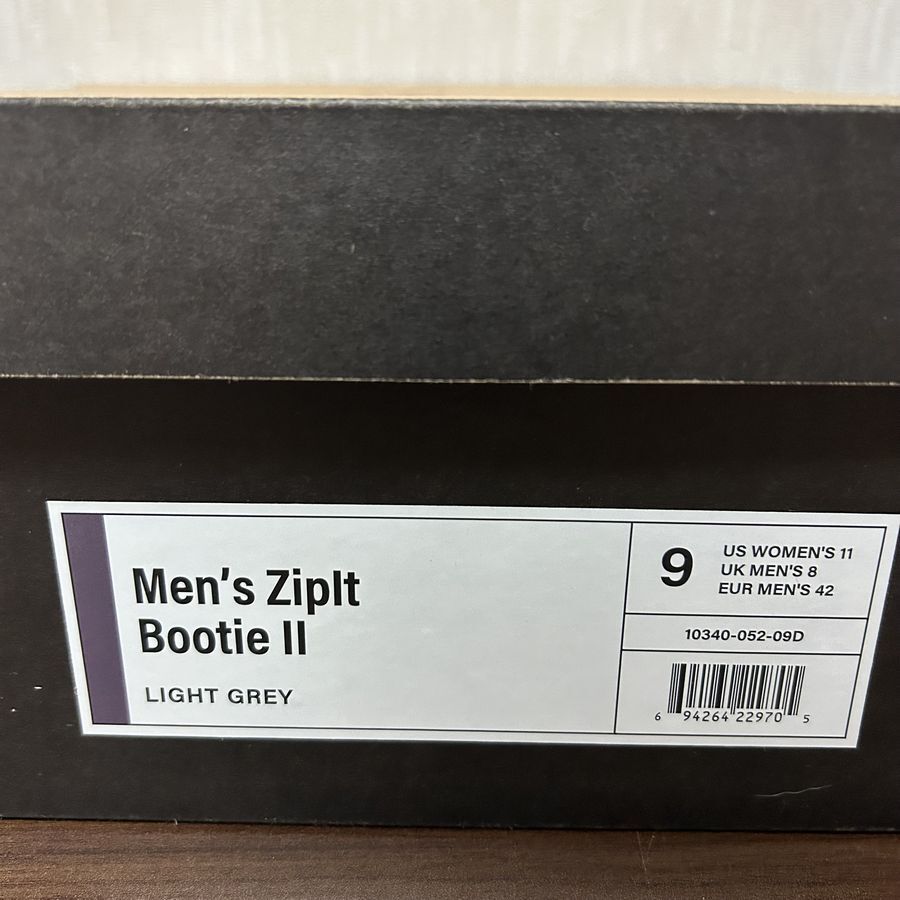 Men's ZipIt
Bootie II
LIGHT GREY
9
US WOMEN'S 11
UK MEN'S 8
EUR MEN'S 42
10340-052-09D
6 94264 22970 5